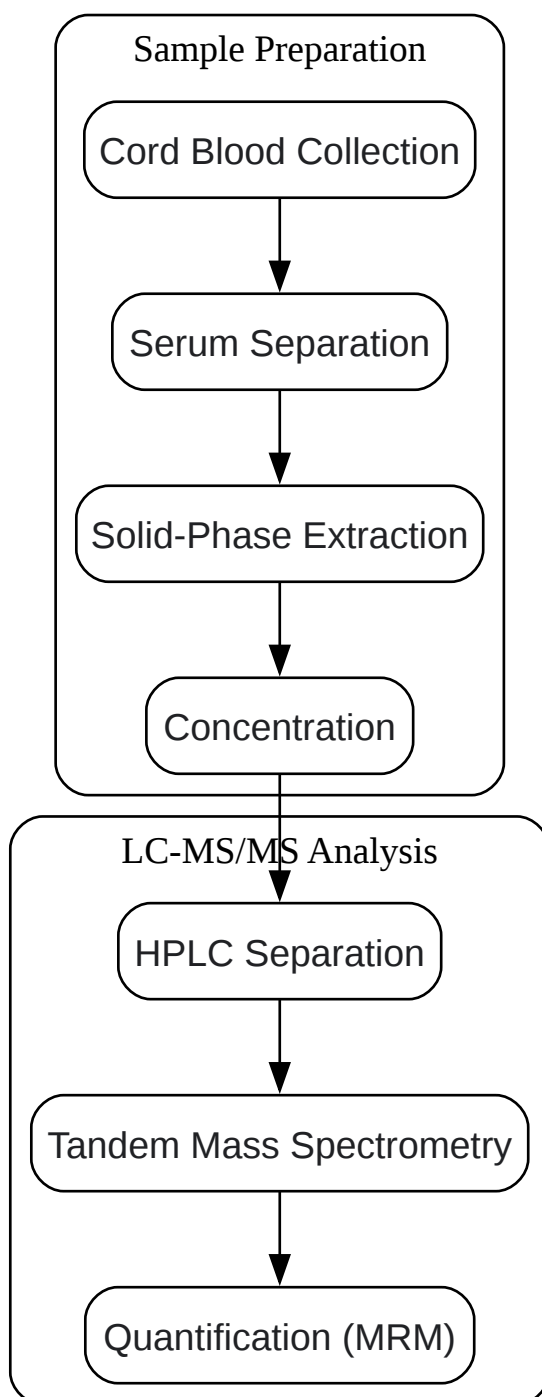 Sample Preparation
Cord Blood Collection
Serum Separation
Solid-Phase Extraction
Concentration
LC-MS/MS Analysis
HPLC Separation
Tandem Mass Spectrometry
Quantification (MRM)